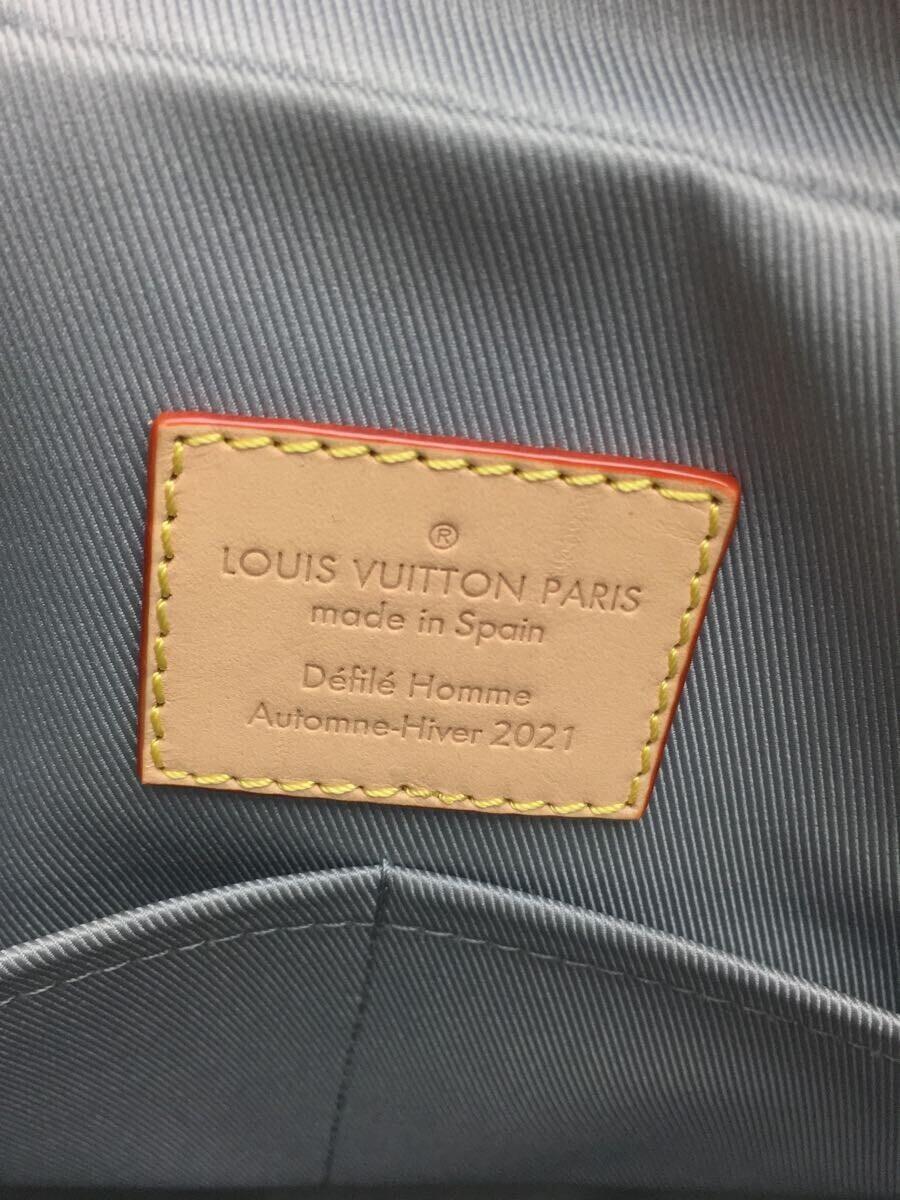 ®
LOUIS VUITTON PARIS
made in Spain
Défilé Homme
Automne-Hiver 2021